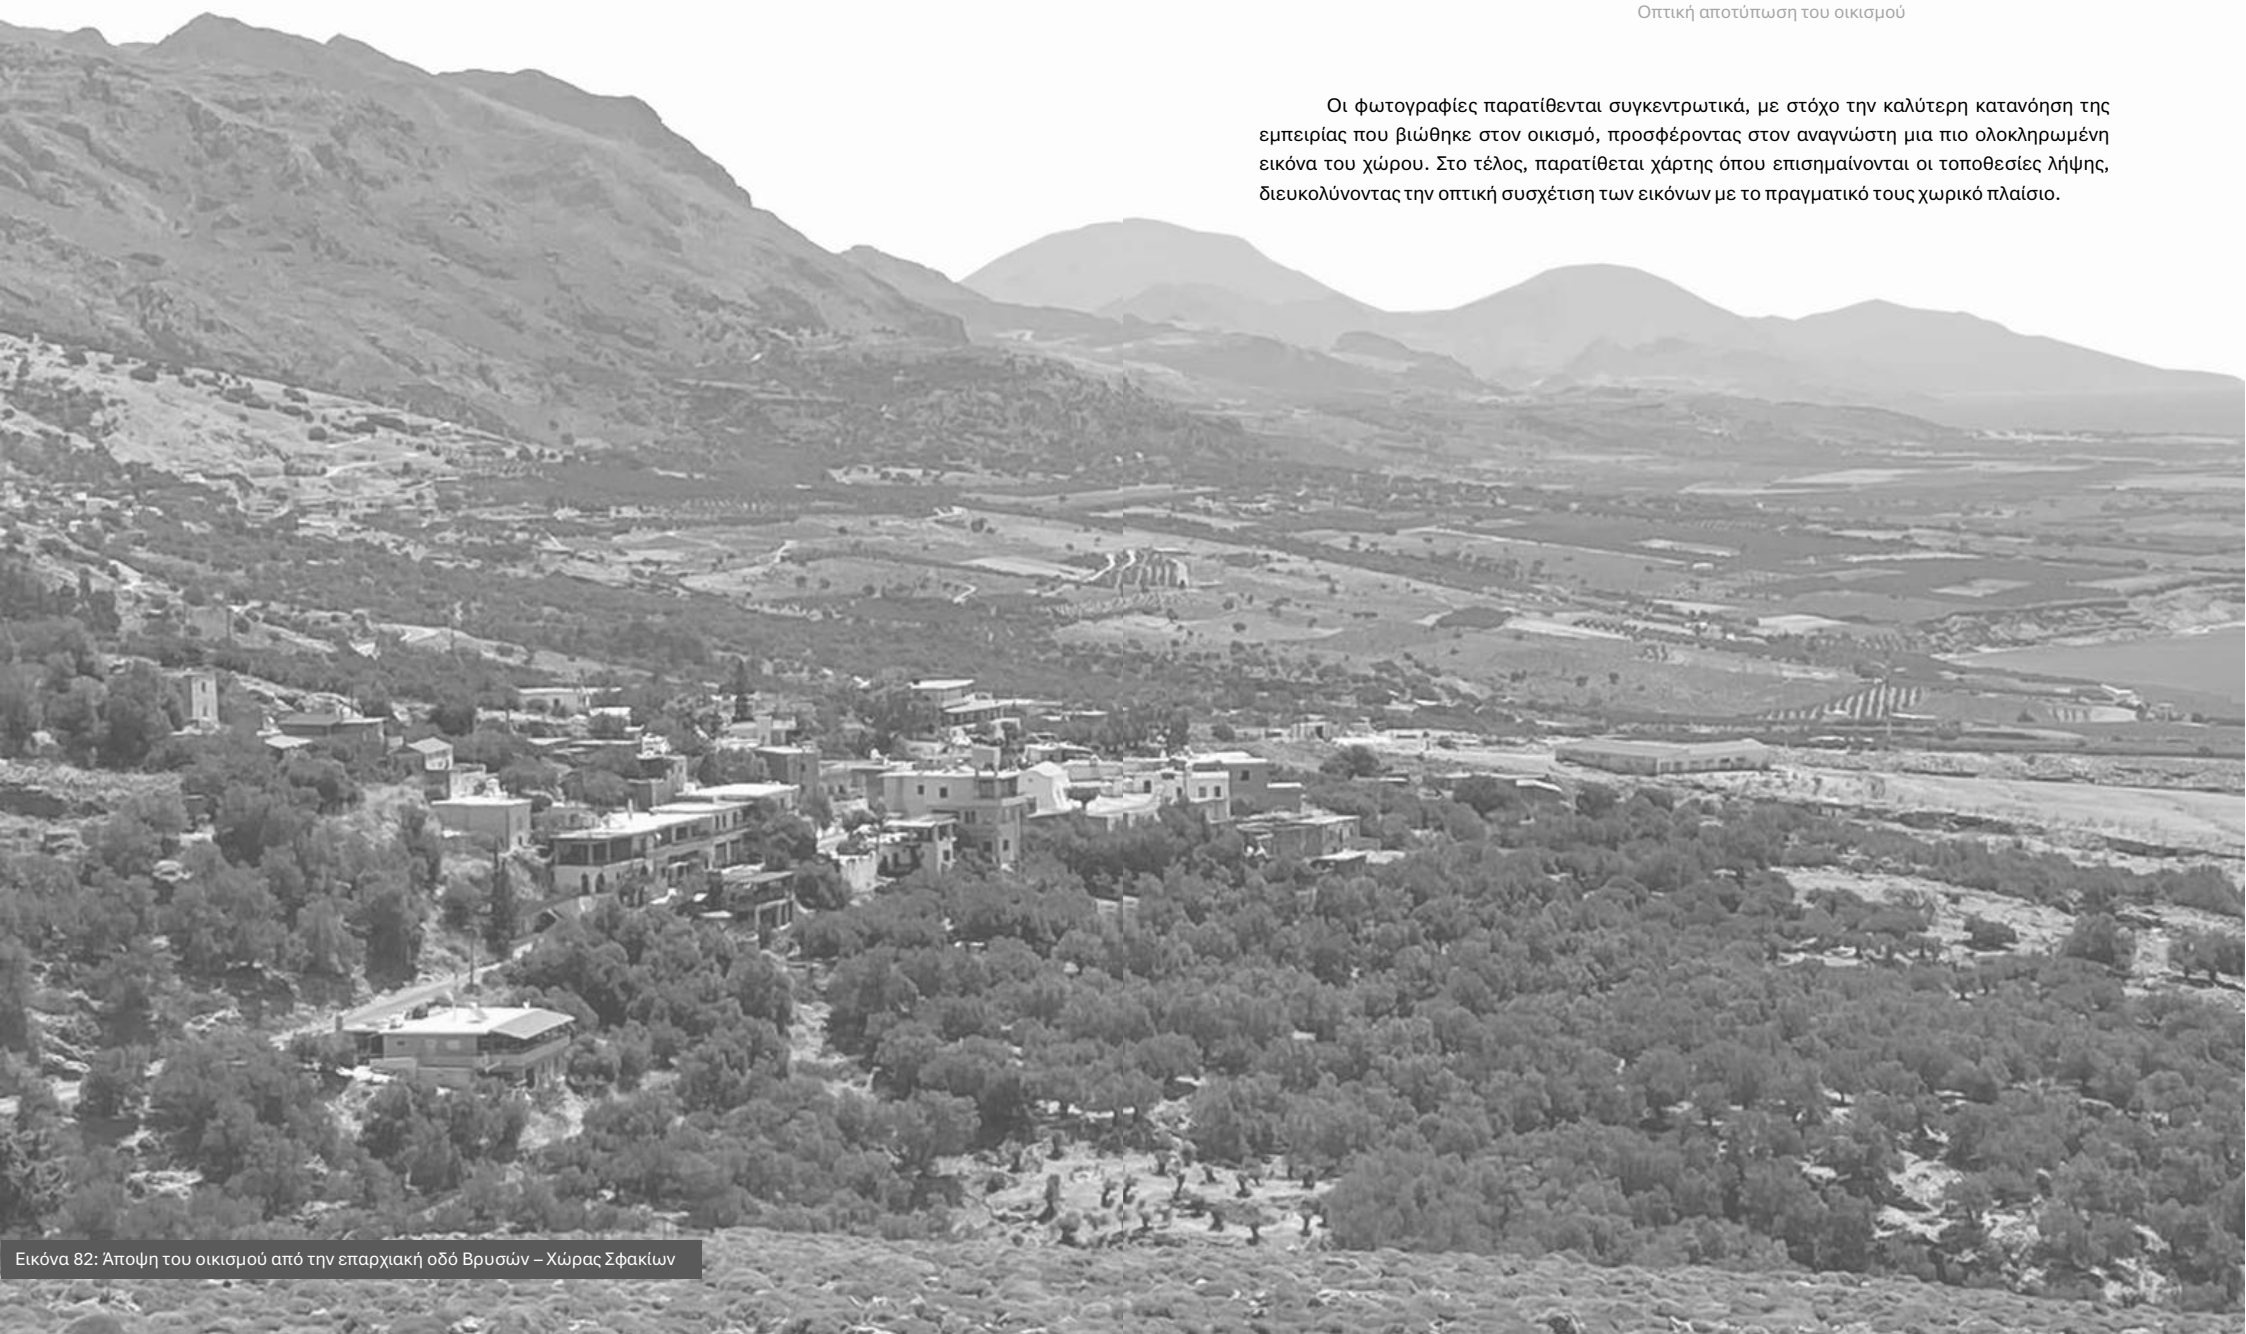 Οπτική αποτύπωση του οικισμού
Οι φωτογραφίες παρατίθενται συγκεντρωτικά, με στόχο την καλύτερη κατανόηση της
εμπειρίας που βιώθηκε στον οικισμό, προσφέροντας στον αναγνώστη μια πιο ολοκληρωμένη
εικόνα του χώρου. Στο τέλος, παρατίθεται χάρτης όπου επισημαίνονται οι τοποθεσίες λήψης,
διευκολύνοντας την οπτική συσχέτιση των εικόνων με το πραγματικό τους χωρικό πλαίσιο.
Εικόνα 82: Άποψη του οικισμού από την επαρχιακή οδό Βρυσών – Χώρας Σφακίων